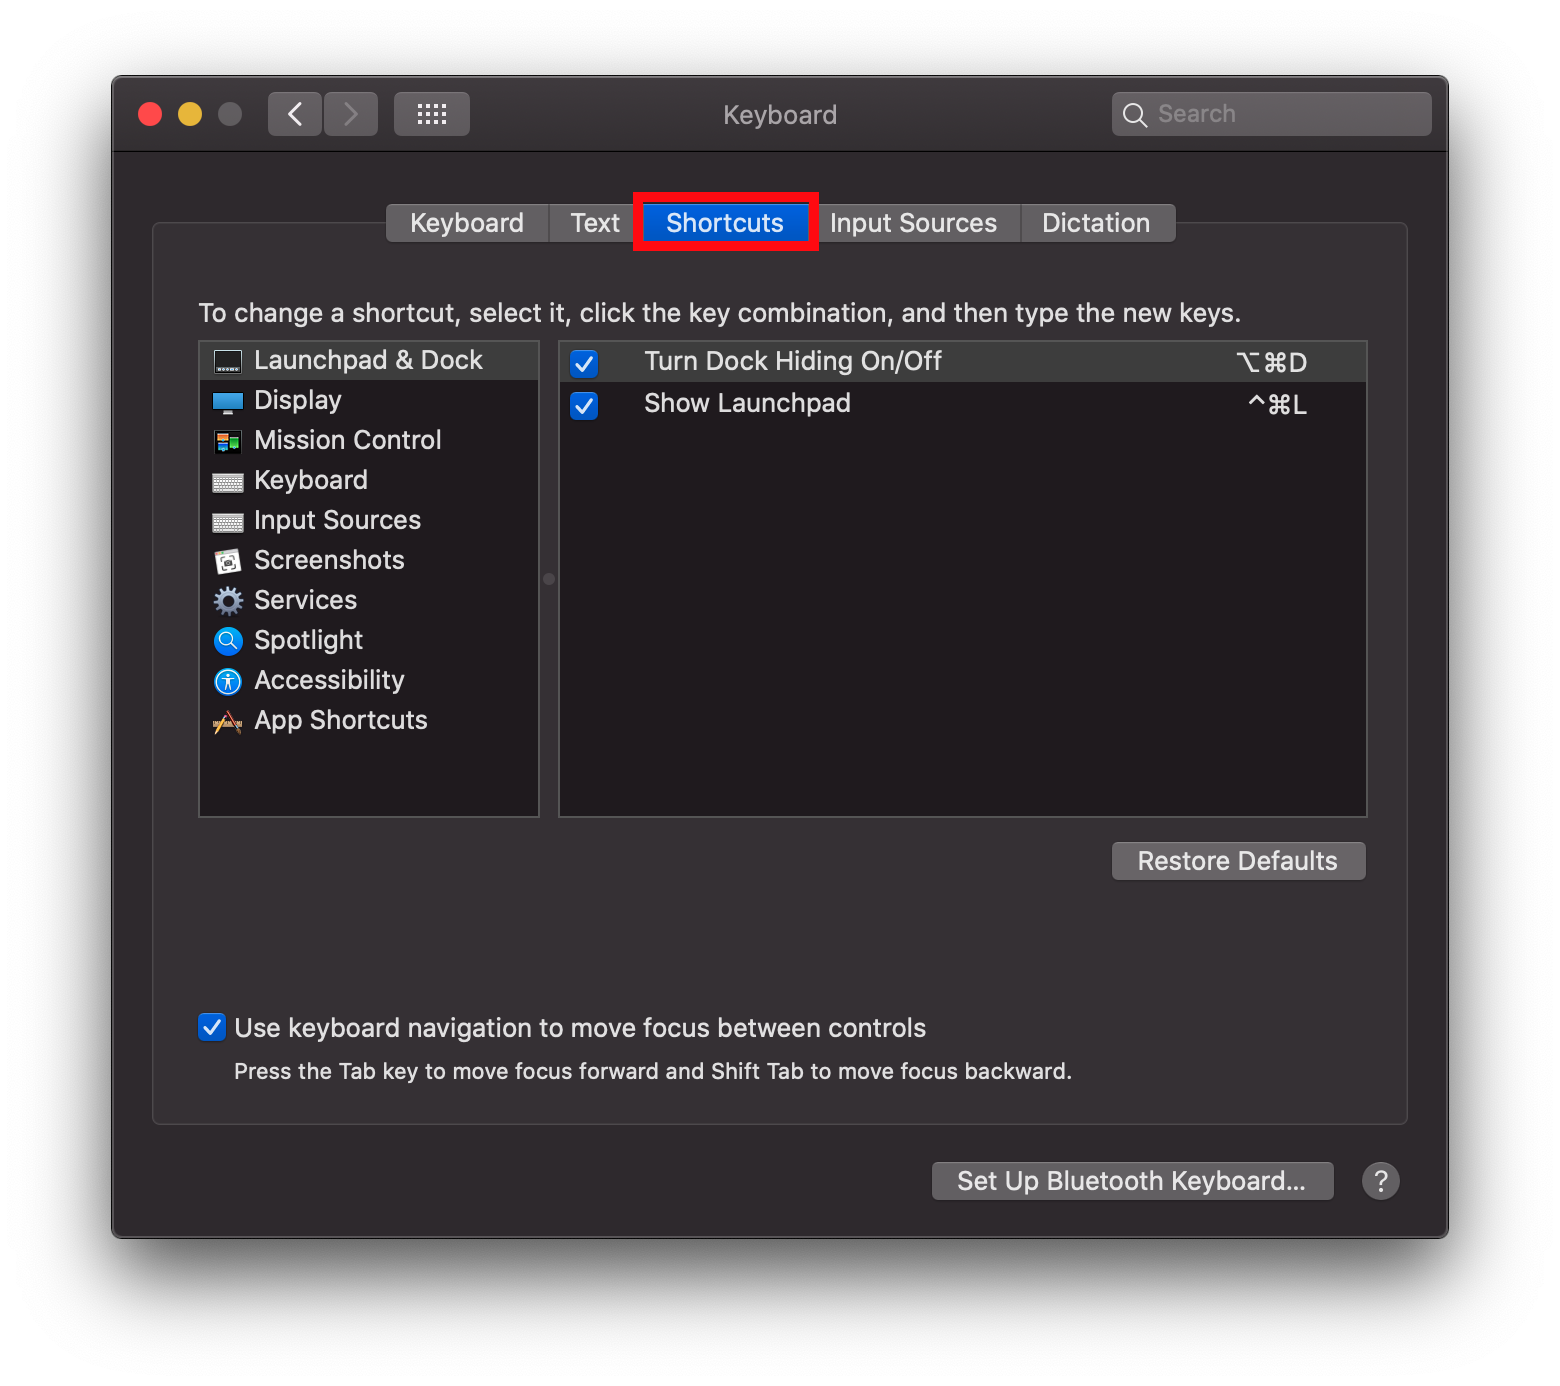 Keyboard
Search
Keyboard Text Shortcuts Input Sources Dictation
To change a shortcut, select it, click the key combination, and then type the new keys.
Launchpad & Dock
Display
Mission Control
Keyboard
Input Sources
Screenshots
Services
Spotlight
Accessibility
App Shortcuts
Turn Dock Hiding On/Off ⌥⌘D
Show Launchpad ^⌘L
Restore Defaults
Use keyboard navigation to move focus between controls
Press the Tab key to move focus forward and Shift Tab to move focus backward.
Set Up Bluetooth Keyboard...
?